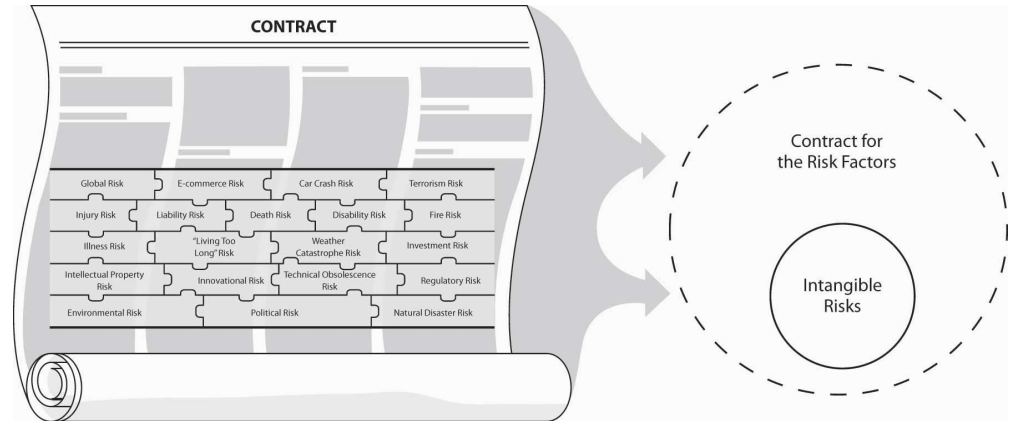 CONTRACT
Global Risk
E-commerce Risk
Car Crash Risk
Terrorism Risk
Injury Risk
Liability Risk
Death Risk
Disability Risk
Fire Risk
Illness Risk
"Living Too
Long"Risk
Weather
Catastrophe Risk
Investment Risk
Intellectual Property
Risk
Innovational Risk
Technical Obsolescence
Risk
Regulatory Risk
Environmental Risk
Political Risk
Natural Disaster Risk
Contract for
the Risk Factors
Intangible
Risks